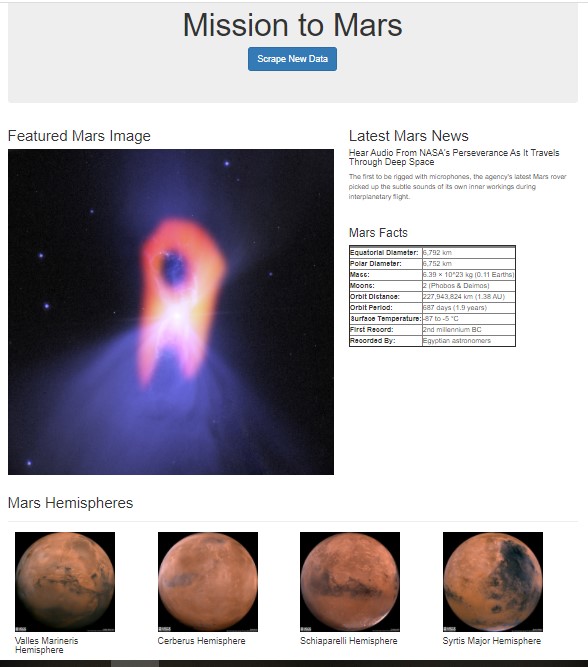 Mission to Mars
Scrape New Data
Featured Mars Image
Latest Mars News
Hear Audio From NASA's Perseverance As It Travels
Through Deep Space
The first to be rigged with microphones, the agency's latest Mars rover
picked up the subtle sounds of its own inner workings during
interplanetary flight.
Mars Facts
Equatorial Diameter: 6,792 km
Polar Diameter: 6,752 km
Mass: 6.39 × 10^23 kg (0.11 Earths)
Moons: 2 (Phobos & Deimos)
Orbit Distance: 227,943,824 km (1.38 AU)
Orbit Period: 687 days (1.9 years)
Surface Temperature: -87 to -5 °C
First Record: 2nd millennium BC
Recorded By: Egyptian astronomers
Mars Hemispheres
Valles Marineris
Hemisphere
Cerberus Hemisphere
Schiaparelli Hemisphere
Syrtis Major Hemisphere